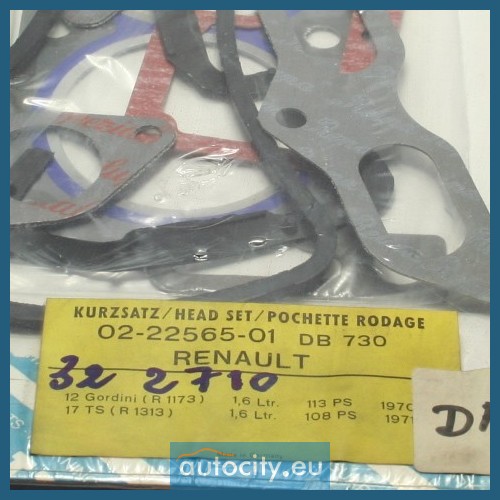 KURZSATZ/HEAD SET/POCHETTE RODAGE
02-22565-01 DB 730
RENAULT
32 2710
12 Gordini (R 1173) 1,6 Ltr. 113 PS 1970
17 TS (R 1313) 1,6 Ltr. 108 PS 1971
autocity.eu